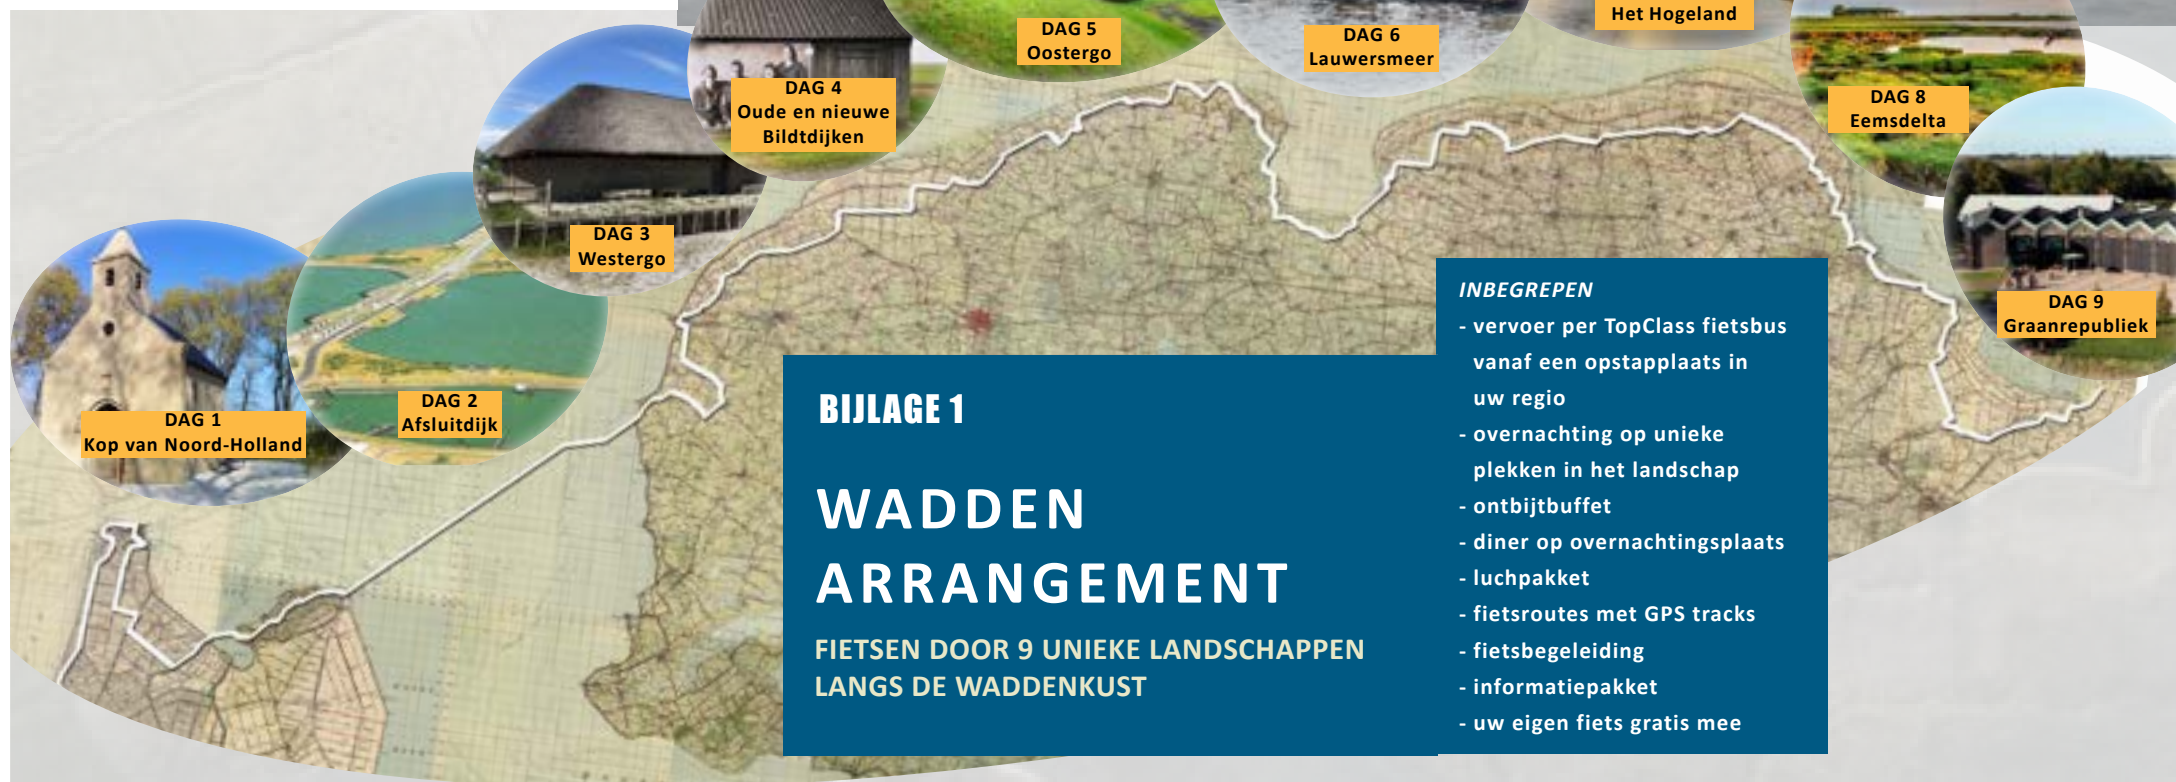 DAG 1
Kop van Noord-Holland
DAG 2
Afsluitdijk
DAG 3
Westergo
DAG 4
Oude en nieuwe
Bildtdijken
DAG 5
Oostergo
DAG 6
Lauwersmeer
Het Hogeland
DAG 8
Eemsdelta
DAG 9
Graanrepubliek
BIJLAGE 1
WADDEN
ARRANGEMENT
FIETSEN DOOR 9 UNIEKE LANDSCHAPPEN
LANGS DE WADDENKUST
INBEGREPEN
- vervoer per TopClass fietsbus
vanaf een opstapplaats in
uw regio
- overnachting op unieke
plekken in het landschap
- ontbijtbuffet
- diner op overnachtingsplaats
- luchpakket
- fietsroutes met GPS tracks
- fietsbegeleiding
- informatiepakket
- uw eigen fiets gratis mee